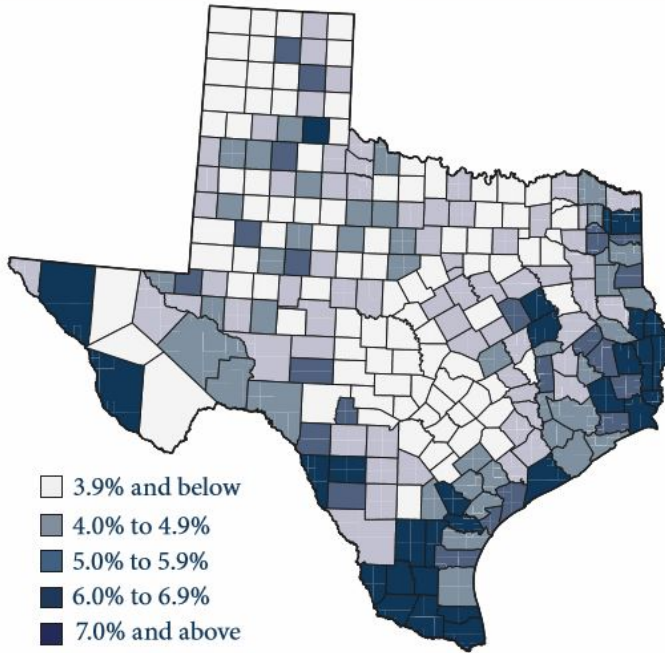 3.9% and below
4.0% to 4.9%
5.0% to 5.9%
6.0% to 6.9%
7.0% and above